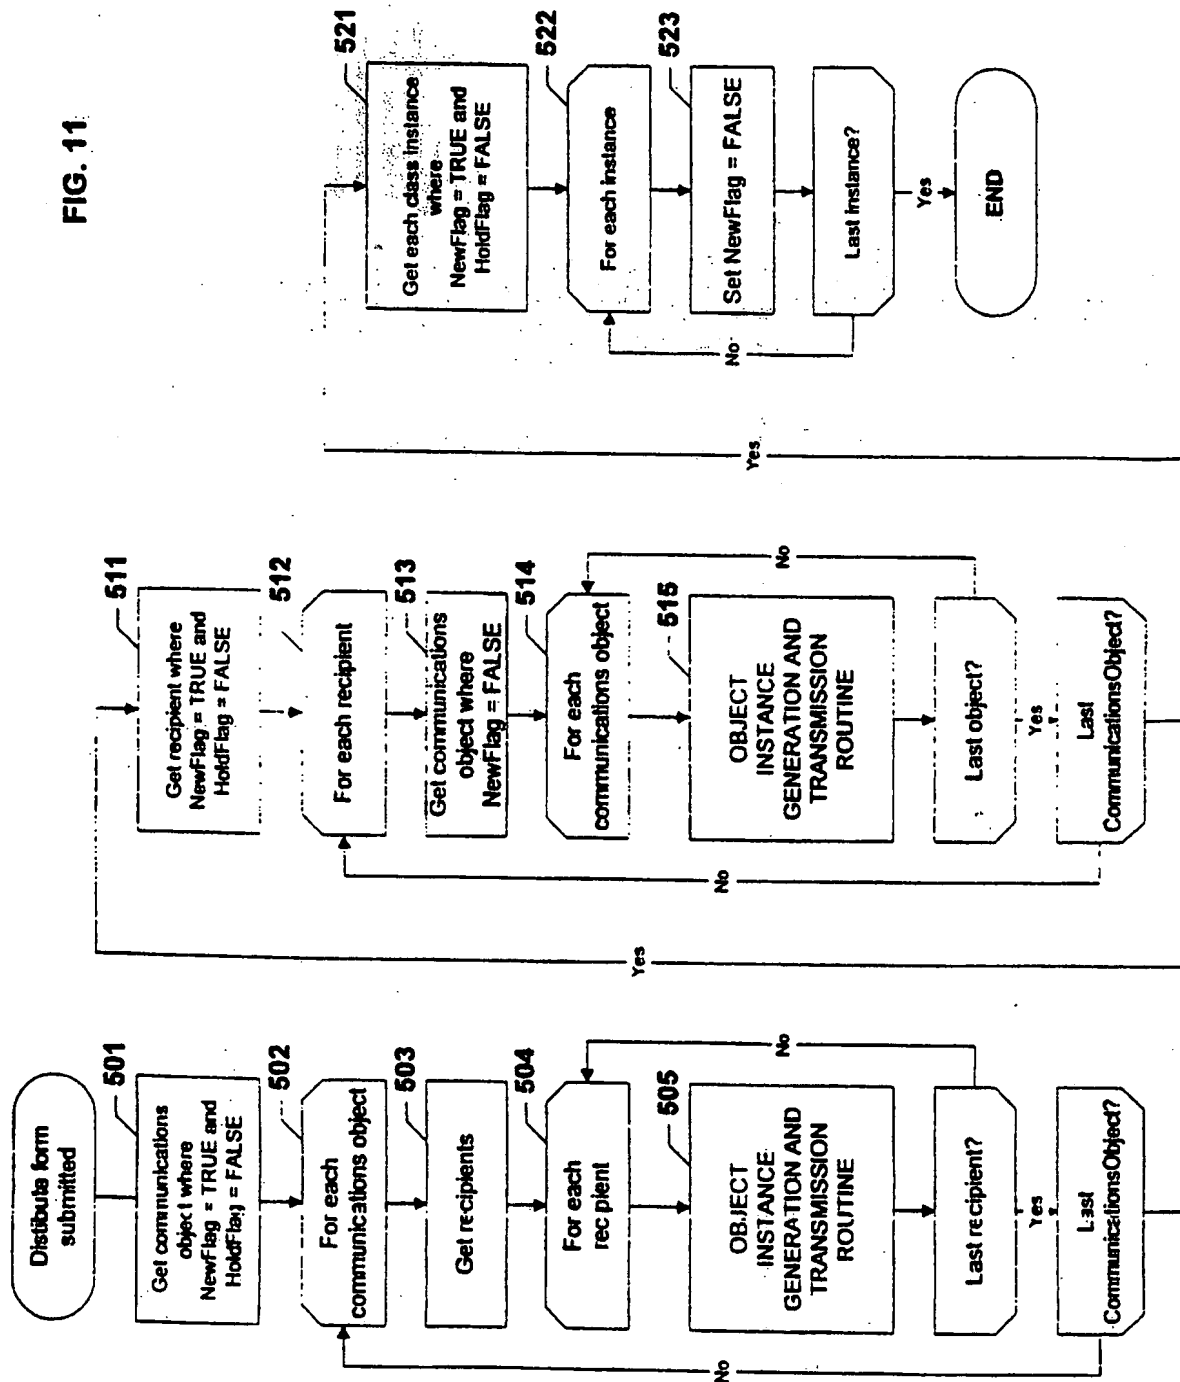 FIG. 11
Distibute form
submitted
501
Get communications
object where
NewFlag = TRUE and
HoldFlag = FALSE
502
For each
communications object
503
Get recipients
504
For each
recipient
505
OBJECT
INSTANCE
GENERATION AND
TRANSMISSION
ROUTINE
Last recipient?
No
Yes
Last
CommunicationsObject?
No
Yes
511
Get recipient where
NewFlag = TRUE and
HoldFlag = FALSE
512
For each recipient
513
Get communications
object where
NewFlag = FALSE
514
For each
communications object
515
OBJECT
INSTANCE
GENERATION AND
TRANSMISSION
ROUTINE
Last object?
No
Yes
Last
CommunicationsObject?
No
Yes
521
Get each class instance
where
NewFlag = TRUE and
HoldFlag = FALSE
522
For each instance
523
Set NewFlag = FALSE
Last instance?
No
Yes
END